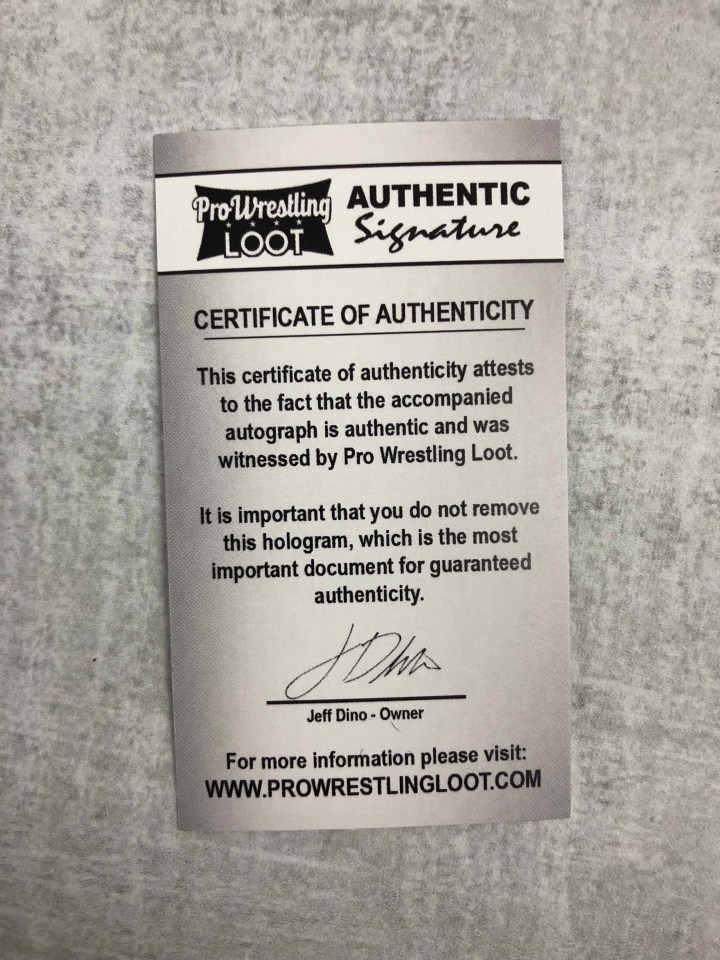 Pro Wrestling
LOOT
AUTHENTIC
Signature
CERTIFICATE OF AUTHENTICITY
This certificate of authenticity attests
to the fact that the accompanied
autograph is authentic and was
witnessed by Pro Wrestling Loot.
It is important that you do not remove
this hologram, which is the most
important document for guaranteed
authenticity.
Jeff Dino - Owner
For more information please visit:
WWW.PROWRESTLINGLOOT.COM